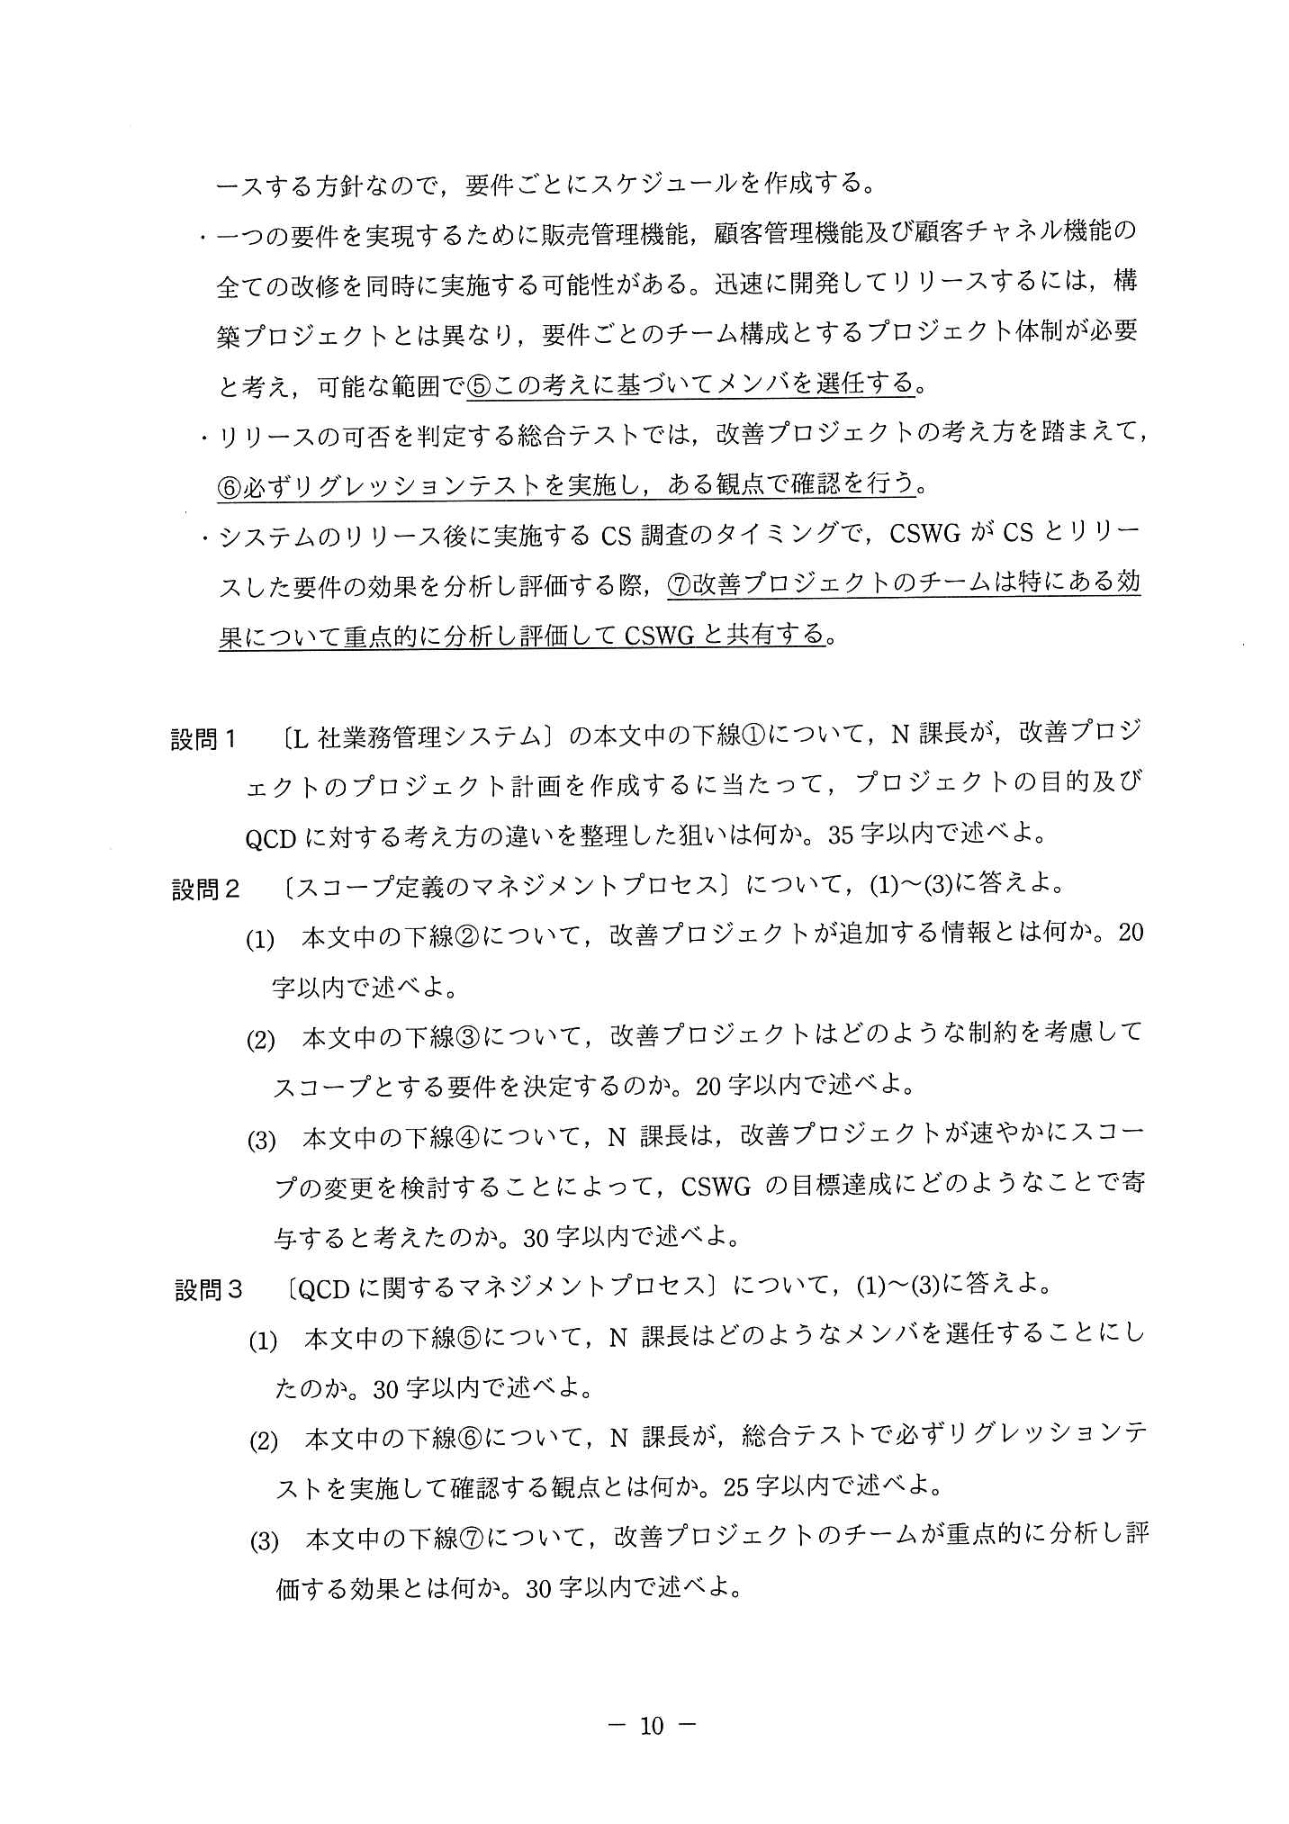 ースする方針なので，要件ごとにスケジュールを作成する。
・一つの要件を実現するために販売管理機能，顧客管理機能及び顧客チャネル機能の
全ての改修を同時に実施する可能性がある。迅速に開発してリリースするには，構
築プロジェクトとは異なり，要件ごとのチーム構成とするプロジェクト体制が必要
と考え，可能な範囲で⑤この考えに基づいてメンバを選任する。
・リリースの可否を判定する総合テストでは，改善プロジェクトの考え方を踏まえて，
⑥必ずリグレッションテストを実施し，ある観点で確認を行う。
・システムのリリース後に実施する CS 調査のタイミングで，CSWG が CS とリリー
スした要件の効果を分析し評価する際，⑦改善プロジェクトのチームは特にある効
果について重点的に分析し評価して CSWG と共有する。
設問1 〔L 社業務管理システム〕の本文中の下線①について，N 課長が，改善プロジ
ェクトのプロジェクト計画を作成するに当たって，プロジェクトの目的及び
QCD に対する考え方の違いを整理した狙いは何か。35 字以内で述べよ。
設問2 〔スコープ定義のマネジメントプロセス〕について，(1)～(3)に答えよ。
(1) 本文中の下線②について，改善プロジェクトが追加する情報とは何か。20
字以内で述べよ。
(2) 本文中の下線③について，改善プロジェクトはどのような制約を考慮して
スコープとする要件を決定するのか。20 字以内で述べよ。
(3) 本文中の下線④について，N 課長は，改善プロジェクトが速やかにスコー
プの変更を検討することによって，CSWG の目標達成にどのようなことで寄
与すると考えたのか。30 字以内で述べよ。
設問3 〔QCD に関するマネジメントプロセス〕について，(1)～(3)に答えよ。
(1) 本文中の下線⑤について，N 課長はどのようなメンバを選任することにし
たのか。30 字以内で述べよ。
(2) 本文中の下線⑥について，N 課長が，総合テストで必ずリグレッションテ
ストを実施して確認する観点とは何か。25 字以内で述べよ。
(3) 本文中の下線⑦について，改善プロジェクトのチームが重点的に分析し評
価する効果とは何か。30 字以内で述べよ。
－ 10 －